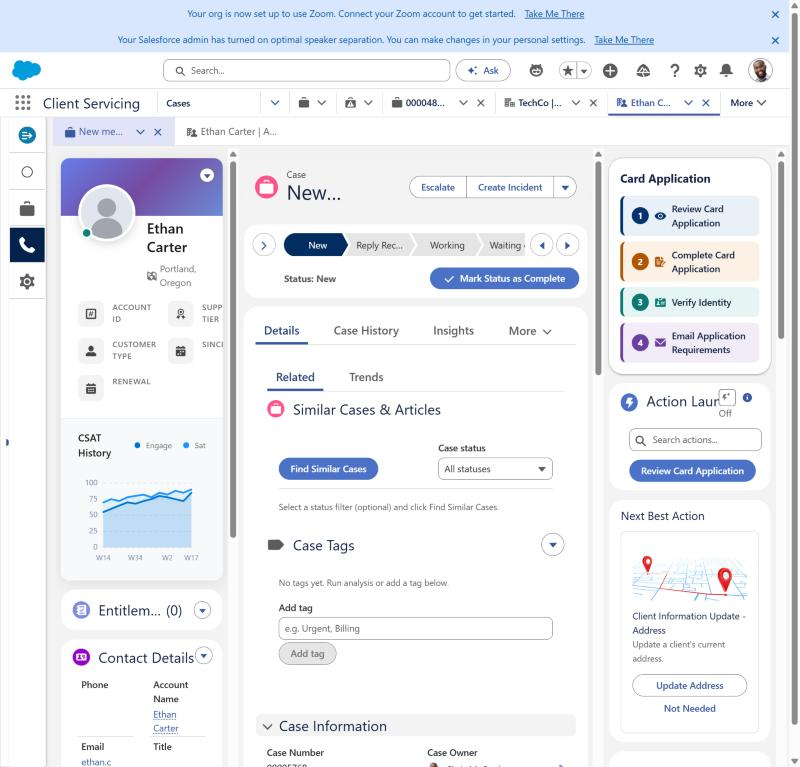 Your org is now set up to use Zoom. Connect your Zoom account to get started. Take Me There
Your Salesforce admin has turned on optimal speaker separation. You can make changes in your personal settings. Take Me There
Search...
Ask
Client Servicing
Cases
000048...
TechCo |...
Ethan C...
More
New me...
Ethan Carter | A...
Ethan
Carter
Portland,
Oregon
ACCOUNT
ID
SUPP
TIER
CUSTOMER
TYPE
SINCE
RENEWAL
CSAT
History
Engage
Sat
100
75
50
25
0
W14
W34
W2
W17
Entitlem... (0)
Contact Details
Phone
Account
Name
Ethan
Carter
Email
Title
ethan.c
Case
New...
Escalate
Create Incident
New
Reply Rec...
Working
Waiting
Status: New
Mark Status as Complete
Details
Case History
Insights
More
Related
Trends
Similar Cases & Articles
Case status
Find Similar Cases
All statuses
Select a status filter (optional) and click Find Similar Cases.
Case Tags
No tags yet. Run analysis or add a tag below.
Add tag
e.g. Urgent, Billing
Add tag
Case Information
Case Number
Case Owner
Card Application
1
Review Card
Application
2
Complete Card
Application
3
Verify Identity
4
Email Application
Requirements
Action Laun
Off
Search actions...
Review Card Application
Next Best Action
Client Information Update -
Address
Update a client's current
address.
Update Address
Not Needed